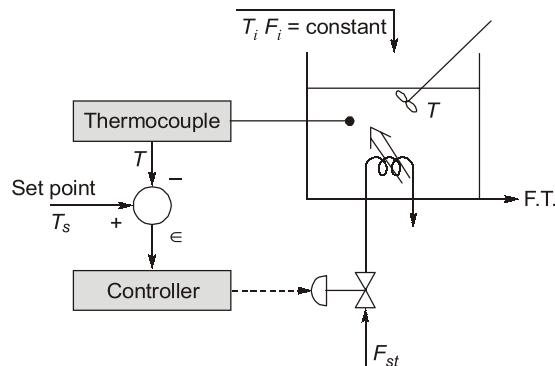 T_i F_i = constant
T
Thermocouple
T
−
Set point
T_s
+
∈
F.T.
Controller
F_st